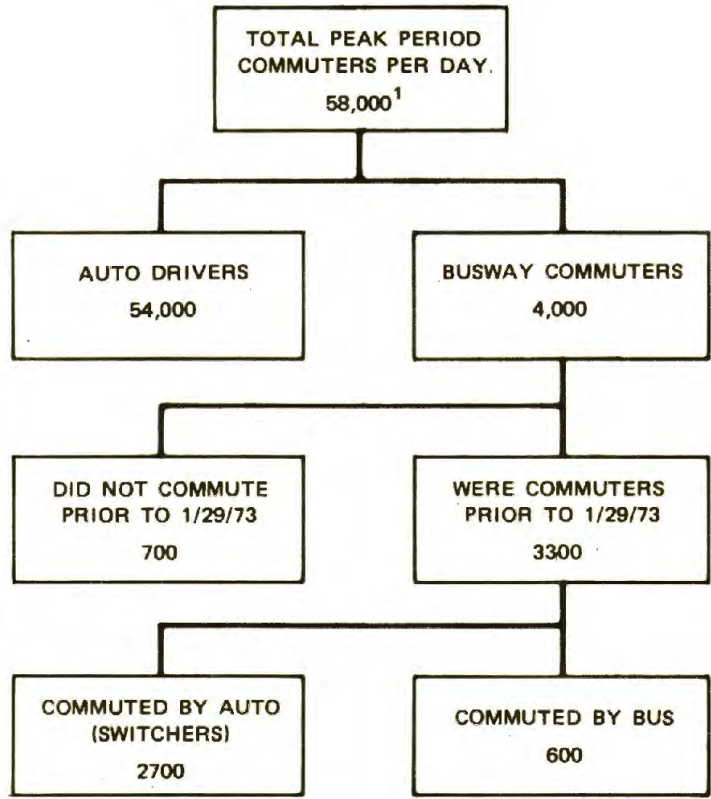 TOTAL PEAK PERIOD
COMMUTERS PER DAY.
58,000¹
AUTO DRIVERS
54,000
BUSWAY COMMUTERS
4,000
DID NOT COMMUTE
PRIOR TO 1/29/73
700
WERE COMMUTERS
PRIOR TO 1/29/73
3300
COMMUTED BY AUTO
(SWITCHERS)
2700
COMMUTED BY BUS
600